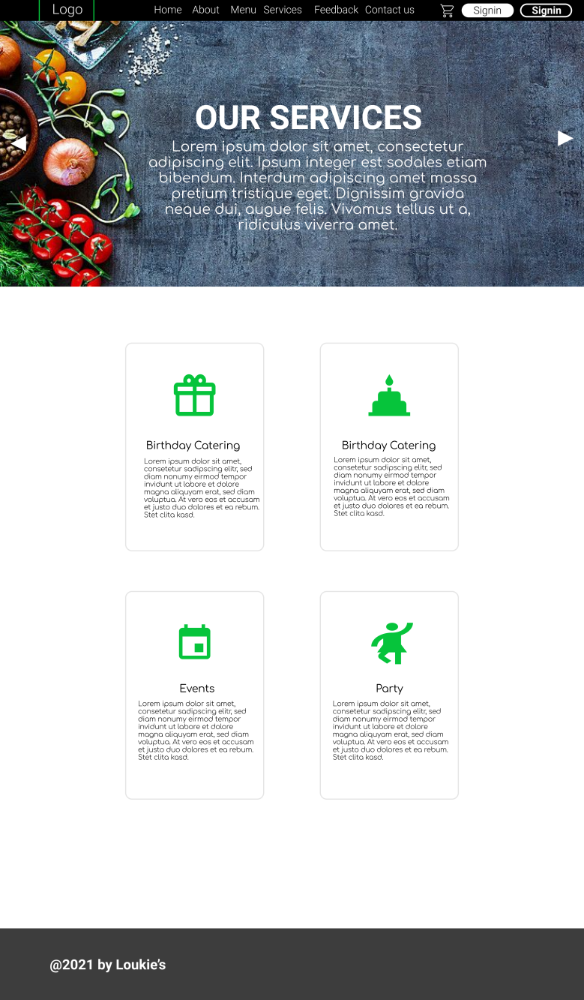 Logo
Home About Menu Services Feedback Contact us Signin Signin
OUR SERVICES
Lorem ipsum dolor sit amet, consectetur
adipiscing elit. Ipsum integer est sodales etiam
bibendum. Interdum adipiscing amet massa
pretium tristique eget. Dignissim gravida
neque dui, augue felis. Vivamus tellus ut a,
ridiculus viverra amet.
Birthday Catering
Lorem ipsum dolor sit amet,
consetetur sadipscing elitr, sed
diam nonumy eirmod tempor
invidunt ut labore et dolore
magna aliquyam erat, sed diam
voluptua. At vero eos et accusam
et justo duo dolores et ea rebum.
Stet clita kasd.
Birthday Catering
Lorem ipsum dolor sit amet,
consetetur sadipscing elitr, sed
diam nonumy eirmod tempor
invidunt ut labore et dolore
magna aliquyam erat, sed diam
voluptua. At vero eos et accusam
et justo duo dolores et ea rebum.
Stet clita kasd.
Events
Lorem ipsum dolor sit amet,
consetetur sadipscing elitr, sed
diam nonumy eirmod tempor
invidunt ut labore et dolore
magna aliquyam erat, sed diam
voluptua. At vero eos et accusam
et justo duo dolores et ea rebum.
Stet clita kasd.
Party
Lorem ipsum dolor sit amet,
consetetur sadipscing elitr, sed
diam nonumy eirmod tempor
invidunt ut labore et dolore
magna aliquyam erat, sed diam
voluptua. At vero eos et accusam
et justo duo dolores et ea rebum.
Stet clita kasd.
@2021 by Loukie's